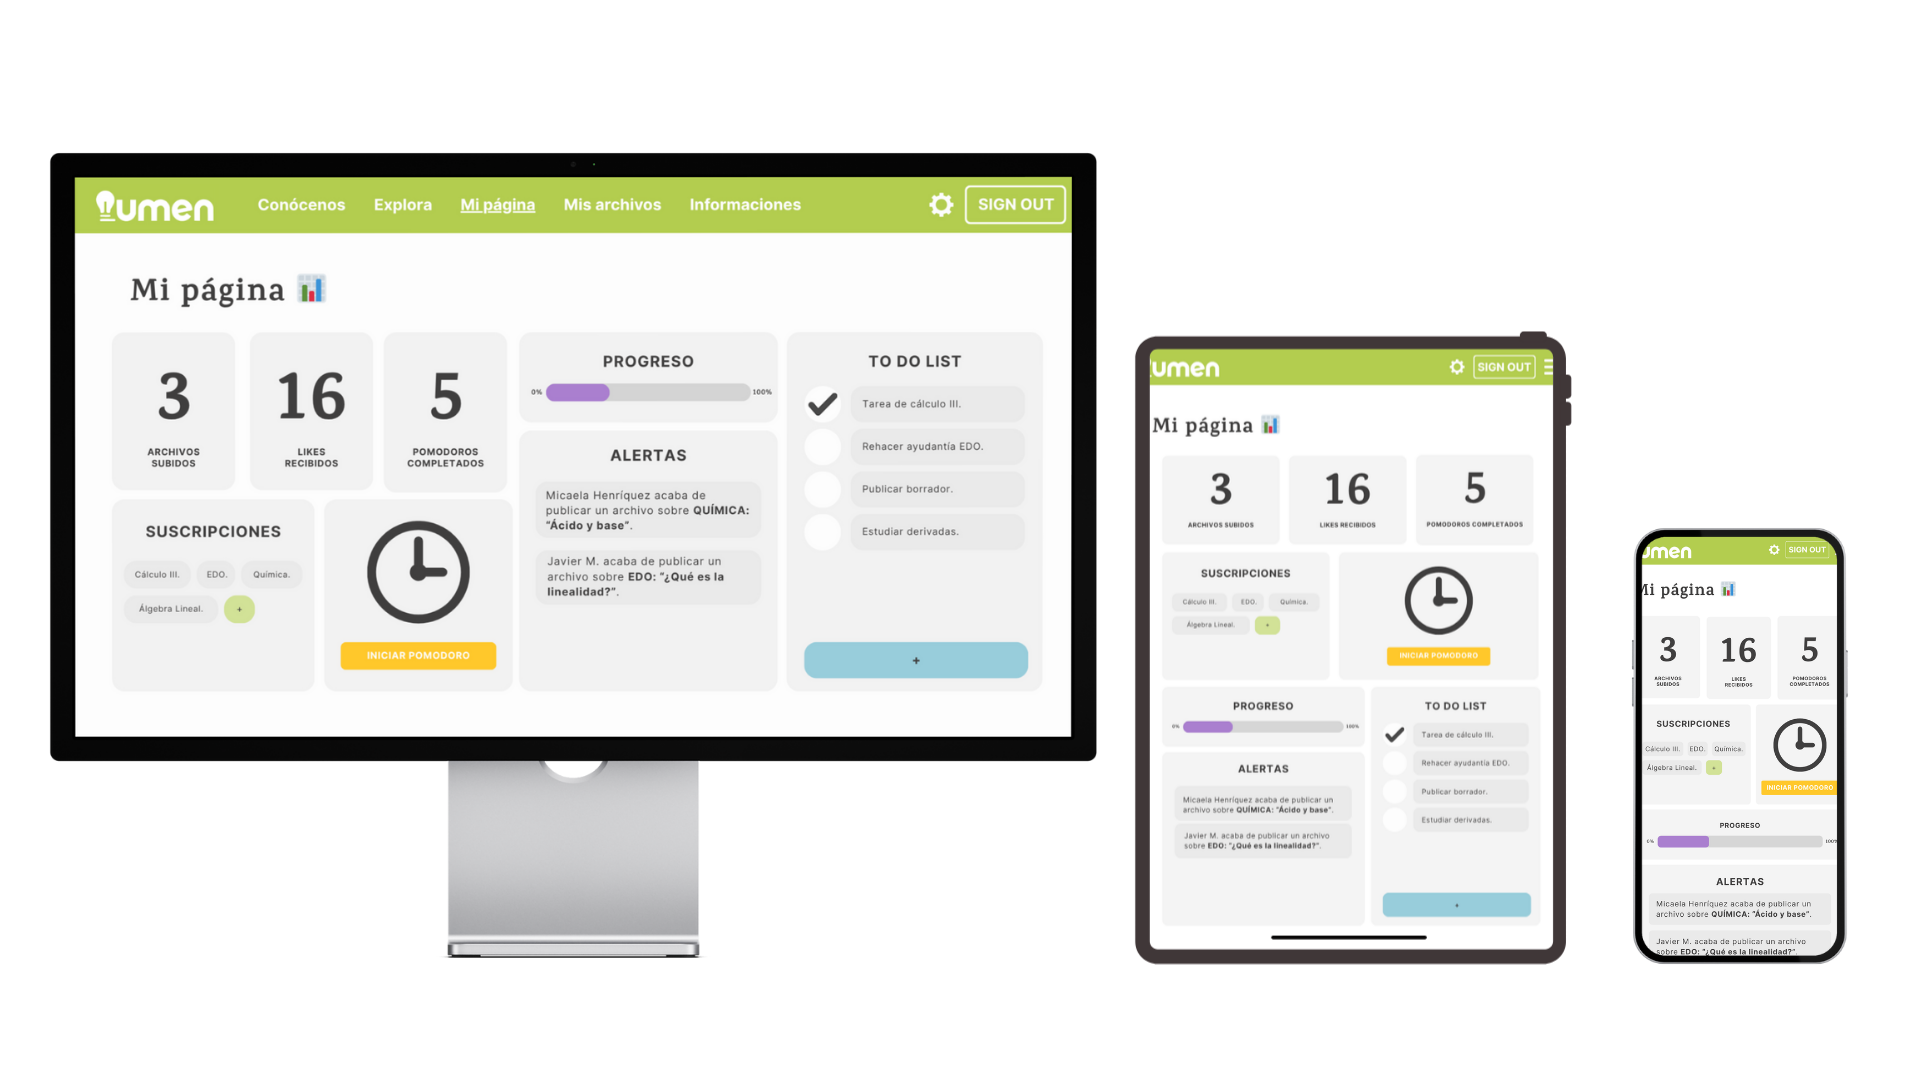 lumen
Conócenos Explora Mi página Mis archivos Informaciones
SIGN OUT
Mi página
3
ARCHIVOS
SUBIDOS
16
LIKES
RECIBIDOS
5
POMODOROS
COMPLETADOS
SUSCRIPCIONES
Cálculo III. EDO. Química.
Álgebra Lineal. +
INICIAR POMODORO
PROGRESO
0% 100%
ALERTAS
Micaela Henríquez acaba de
publicar un archivo sobre QUÍMICA:
“Ácido y base”.
Javier M. acaba de publicar un
archivo sobre EDO: “¿Qué es la
linealidad?”.
TO DO LIST
Tarea de cálculo III.
Rehacer ayudantía EDO.
Publicar borrador.
Estudiar derivadas.
+
umen
SIGN OUT
Mi página
3
ARCHIVOS SUBIDOS
16
LIKES RECIBIDOS
5
POMODOROS COMPLETADOS
SUSCRIPCIONES
Cálculo III. EDO. Química.
Álgebra Lineal. +
INICIAR POMODORO
PROGRESO
0% 100%
ALERTAS
Micaela Henríquez acaba de publicar un
archivo sobre QUÍMICA: “Ácido y base”.
Javier M. acaba de publicar un archivo
sobre EDO: “¿Qué es la linealidad?”.
TO DO LIST
Tarea de cálculo III.
Rehacer ayudantía EDO.
Publicar borrador.
Estudiar derivadas.
+
umen
SIGN OUT
Mi página
3
ARCHIVOS
SUBIDOS
16
LIKES
RECIBIDOS
5
POMODOROS
COMPLETADOS
SUSCRIPCIONES
Cálculo III. EDO. Química.
Álgebra Lineal. +
INICIAR POMODORO
PROGRESO
0% 100%
ALERTAS
Micaela Henríquez acaba de publicar un
archivo sobre QUÍMICA: “Ácido y base”.
Javier M. acaba de publicar un archivo
sobre EDO: “¿Qué es la linealidad?”.